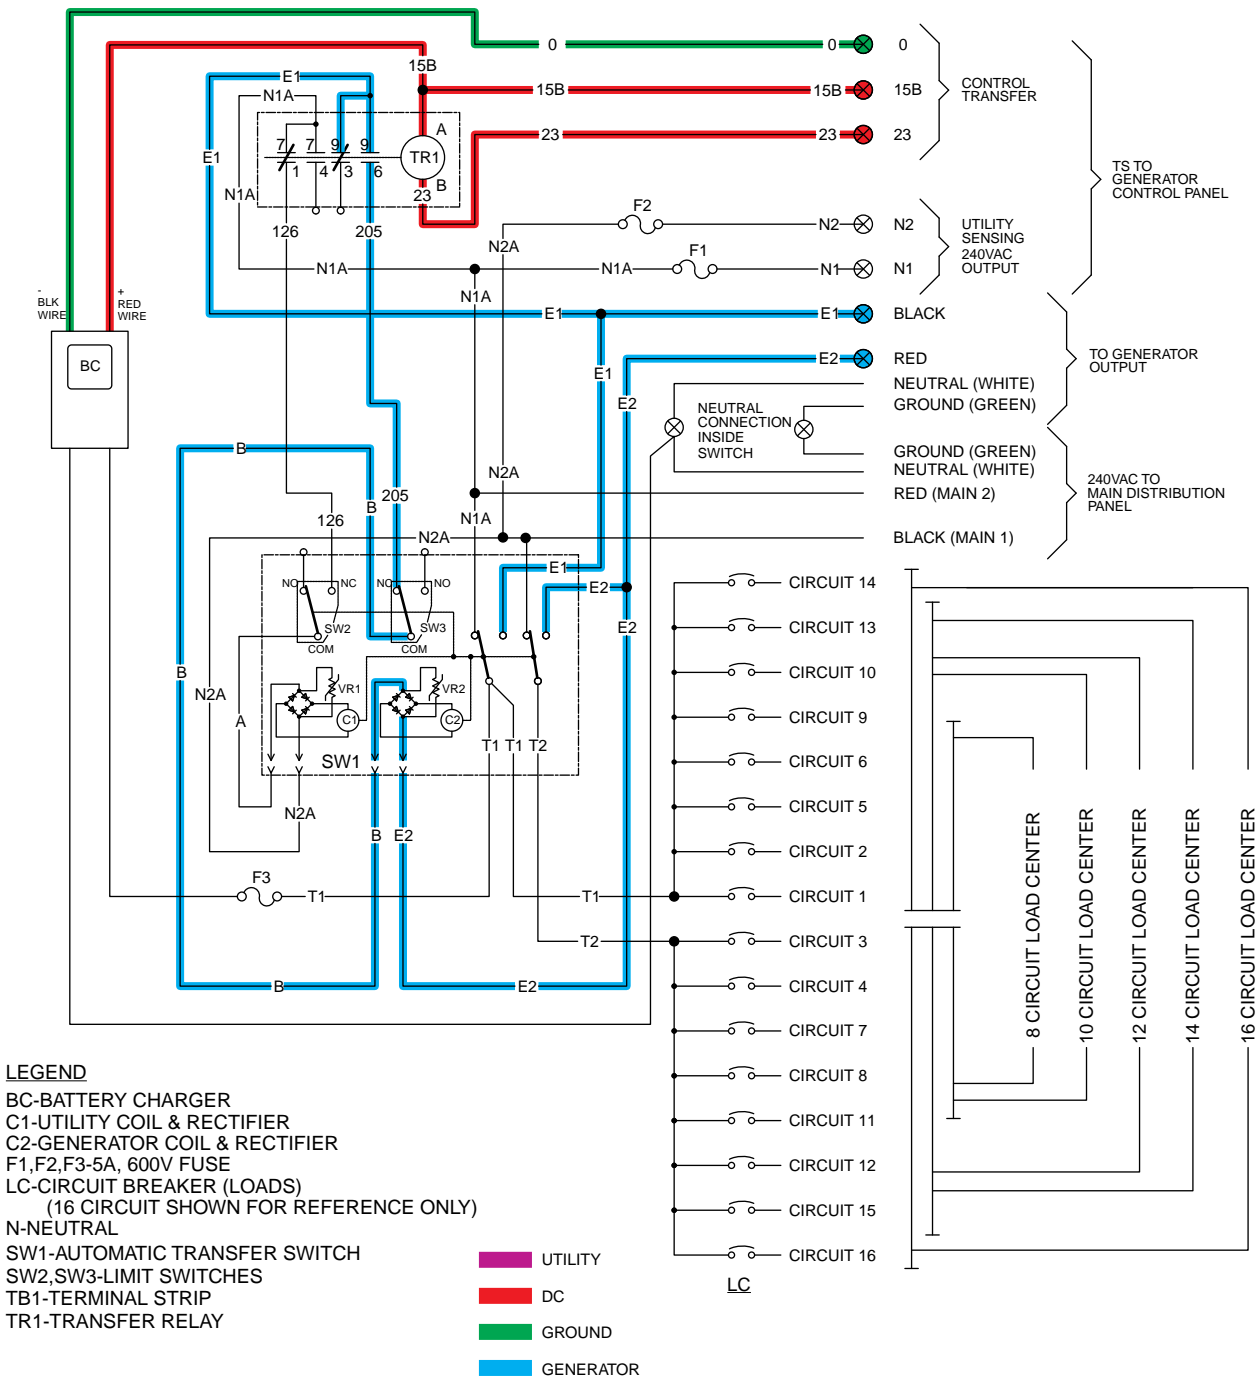 0 0 0
15B
15B 15B 15B
CONTROL
TRANSFER
E1
N1A
A
7 7 9 9
TR1
23 23 23
E1
1 4 3 6
B
23
TS TO
GENERATOR
CONTROL PANEL
N1A
F2
126 205
N2 N2
UTILITY
SENSING
240VAC
OUTPUT
N2A
F1
N1A N1A N1 N1
- BLK WIRE
+ RED WIRE
N1A
E1 E1 BLACK
BC
E2 RED
TO GENERATOR
OUTPUT
E1
NEUTRAL (WHITE)
E2
GROUND (GREEN)
NEUTRAL
CONNECTION
INSIDE
SWITCH
B
GROUND (GREEN)
NEUTRAL (WHITE)
N2A
240VAC TO
MAIN DISTRIBUTION
PANEL
205
RED (MAIN 2)
B
126
N1A
N2A
BLACK (MAIN 1)
E1
NO NC NC NO
E2
CIRCUIT 14
SW2 SW3
E2
CIRCUIT 13
COM COM
B
CIRCUIT 10
N2A
VR1 VR2
A
C1 C2
CIRCUIT 9
T1 T1 T2
SW1
CIRCUIT 6
N2A
CIRCUIT 5
B E2
CIRCUIT 2
F3
T1
T1
CIRCUIT 1
T2
CIRCUIT 3
B
E2
CIRCUIT 4
CIRCUIT 7
CIRCUIT 8
CIRCUIT 11
CIRCUIT 12
CIRCUIT 15
CIRCUIT 16
LC
8 CIRCUIT LOAD CENTER
10 CIRCUIT LOAD CENTER
12 CIRCUIT LOAD CENTER
14 CIRCUIT LOAD CENTER
16 CIRCUIT LOAD CENTER
LEGEND
BC-BATTERY CHARGER
C1-UTILITY COIL & RECTIFIER
C2-GENERATOR COIL & RECTIFIER
F1,F2,F3-5A, 600V FUSE
LC-CIRCUIT BREAKER (LOADS)
(16 CIRCUIT SHOWN FOR REFERENCE ONLY)
N-NEUTRAL
SW1-AUTOMATIC TRANSFER SWITCH
SW2,SW3-LIMIT SWITCHES
TB1-TERMINAL STRIP
TR1-TRANSFER RELAY
UTILITY
DC
GROUND
GENERATOR